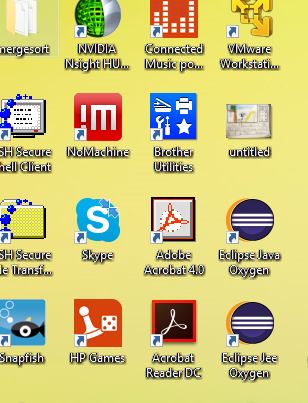 mergesort
NVIDIA
Nsight HU...
Connected
Music po...
VMware
Workstati...
SH Secure
hell Client
NoMachine
Brother
Utilities
untitled
SH Secure
le Transf...
Skype
Adobe
Acrobat 4.0
Eclipse Java
Oxygen
Snapfish
HP Games
Acrobat
Reader DC
Eclipse Jee
Oxygen